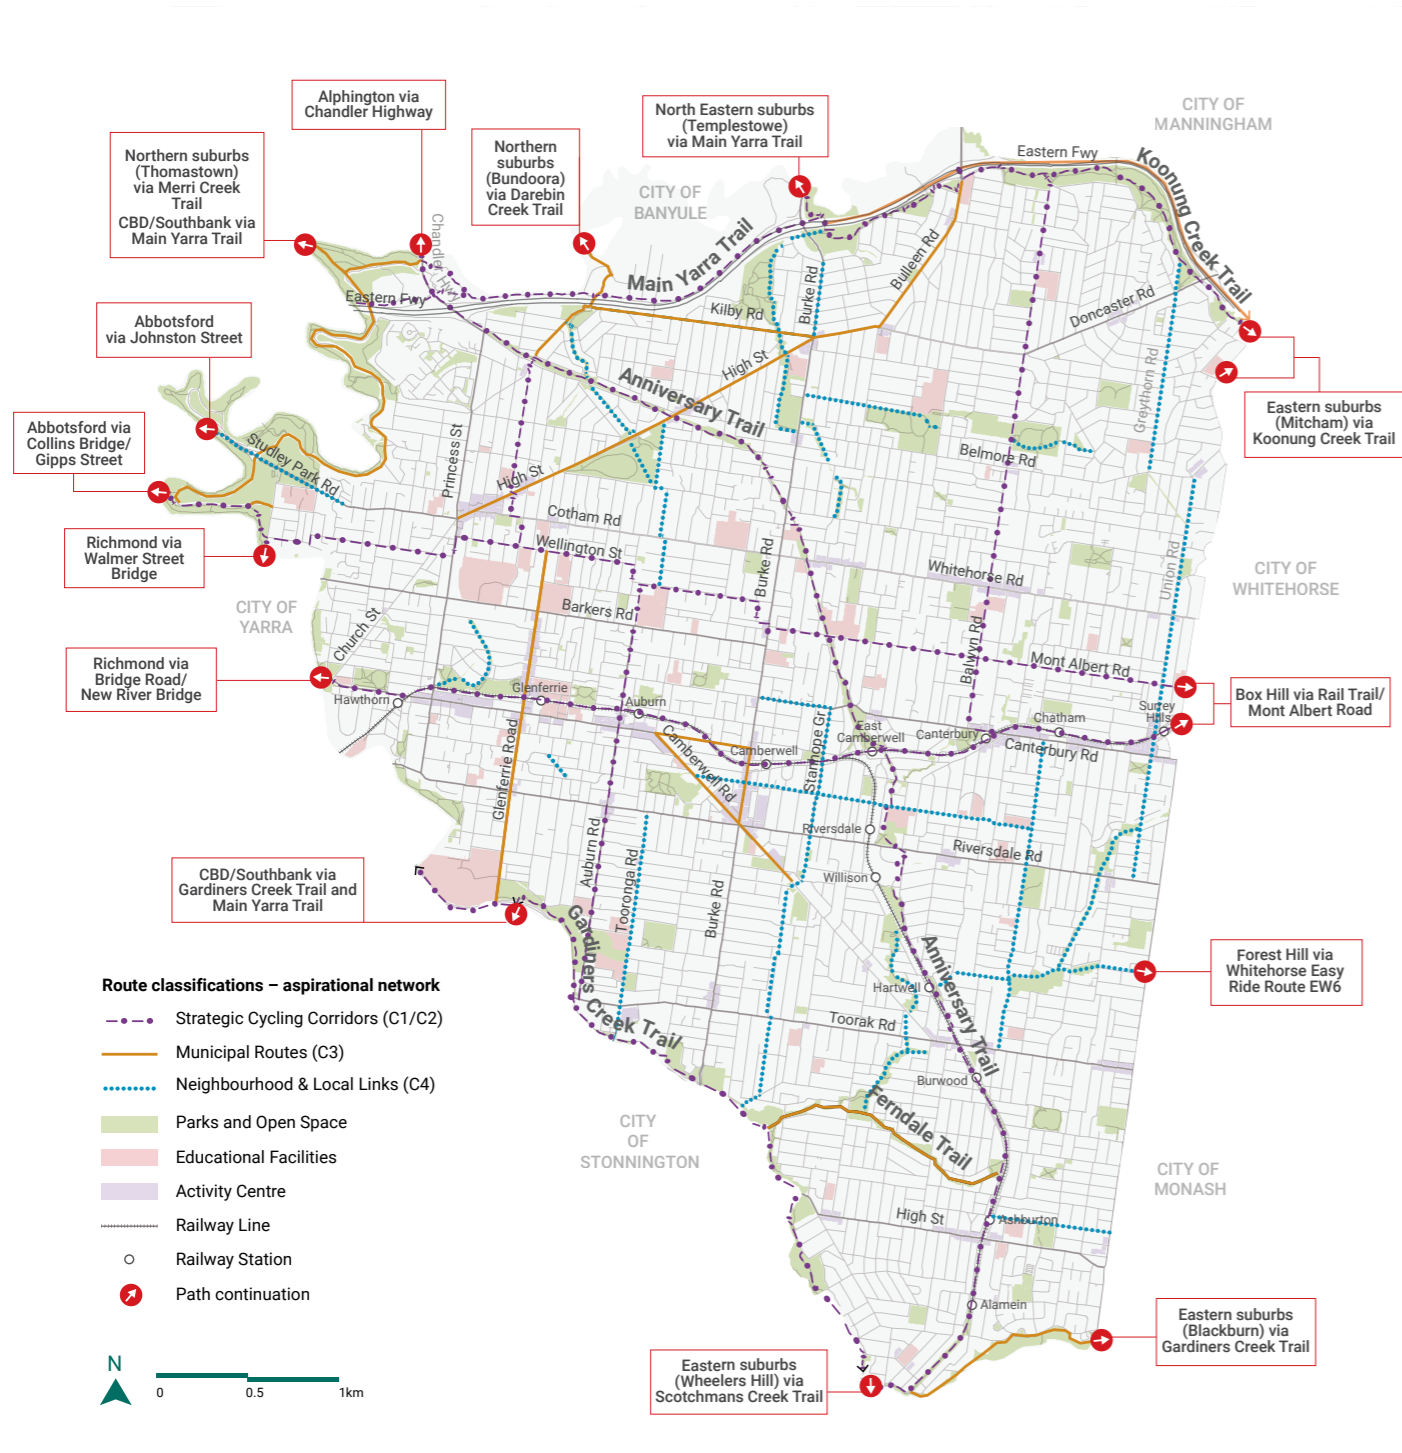 Alphington via
Chandler Highway
North Eastern suburbs
(Templestowe)
via Main Yarra Trail
CITY OF
MANNINGHAM
Northern suburbs
(Thomastown)
via Merri Creek
Trail
CBD/Southbank via
Main Yarra Trail
Northern
suburbs
(Bundoora)
via Darebin
Creek Trail
CITY OF
BANYULE
Eastern Fwy
Koonung Creek Trail
Chandler Hwy
Main Yarra Trail
Bulleen Rd
Burke Rd
Eastern Fwy
Kilby Rd
Doncaster Rd
Abbotsford
via Johnston Street
High St
Anniversary Trail
Greythorn Rd
Eastern suburbs
(Mitcham) via
Koonung Creek Trail
Abbotsford via
Collins Bridge/
Gipps Street
Studley Park Rd
Princess St
High St
Belmore Rd
Cotham Rd
Richmond via
Walmer Street
Bridge
Wellington St
Burke Rd
Whitehorse Rd
Union Rd
CITY OF
WHITEHORSE
CITY OF
YARRA
Church St
Barkers Rd
Balwyn Rd
Mont Albert Rd
Richmond via
Bridge Road/
New River Bridge
Hawthorn
Glenferrie
Auburn
Camberwell Rd
Camberwell
Stanhope Gr
East
Camberwell
Canterbury
Chatham
Canterbury Rd
Surrey
Hills
Box Hill via Rail Trail/
Mont Albert Road
Glenferrie Road
Auburn Rd
Tooronga Rd
Burke Rd
Riversdale
Riversdale Rd
Willison
CBD/Southbank via
Gardiners Creek Trail and
Main Yarra Trail
Gardiners Creek Trail
Anniversary Trail
Hartwell
Toorak Rd
Forest Hill via
Whitehorse Easy
Ride Route EW6
Burwood
Ferndale Trail
CITY
OF
STONNINGTON
CITY OF
MONASH
High St
Ashburton
Alamein
Eastern suburbs
(Blackburn) via
Gardiners Creek Trail
Eastern suburbs
(Wheelers Hill) via
Scotchmans Creek Trail
Route classifications – aspirational network
Strategic Cycling Corridors (C1/C2)
Municipal Routes (C3)
Neighbourhood & Local Links (C4)
Parks and Open Space
Educational Facilities
Activity Centre
Railway Line
Railway Station
Path continuation
N
0 0.5 1km